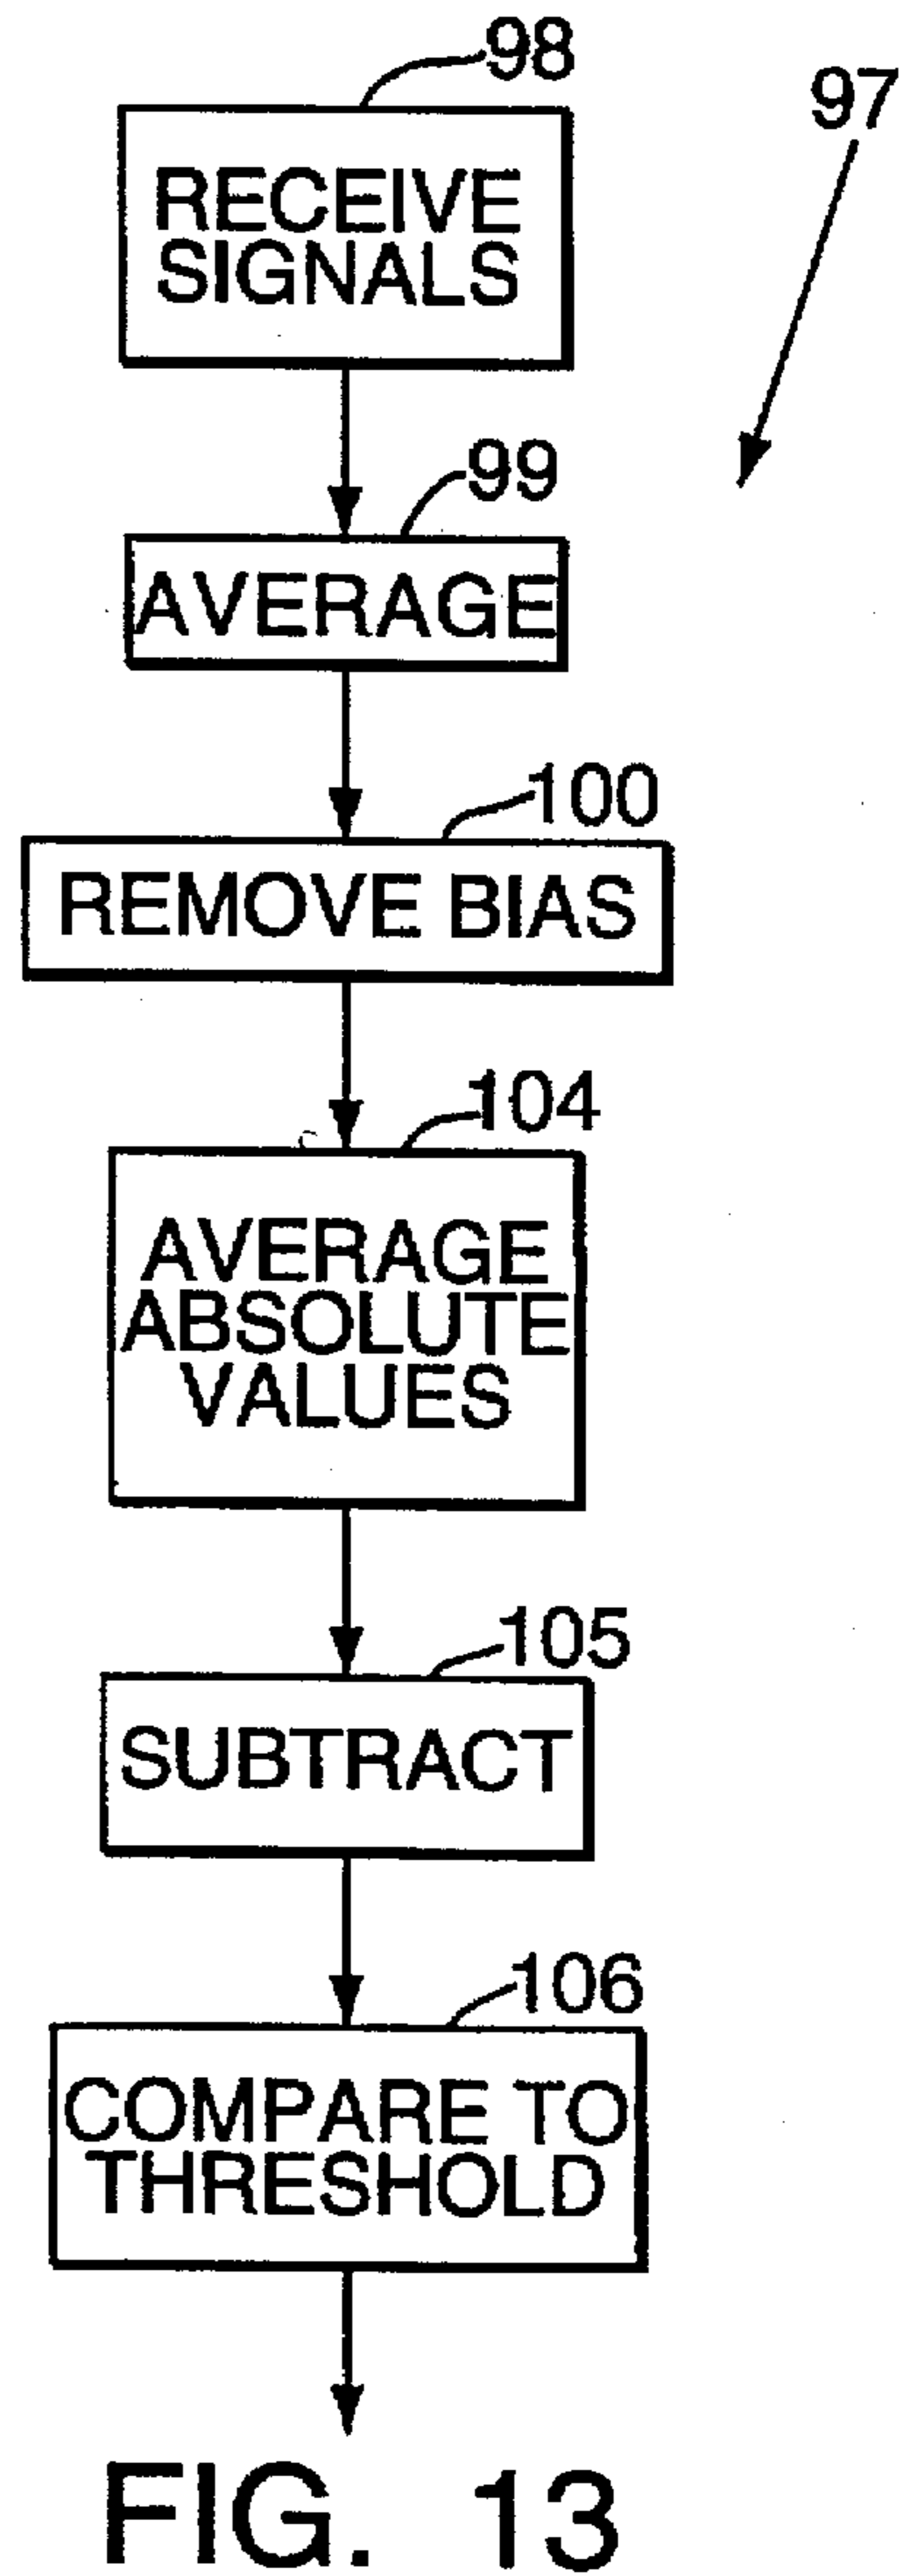 98
97
RECEIVE
SIGNALS
99
AVERAGE
100
REMOVE BIAS
104
AVERAGE
ABSOLUTE
VALUES
105
SUBTRACT
106
COMPARE TO
THRESHOLD
FIG. 13